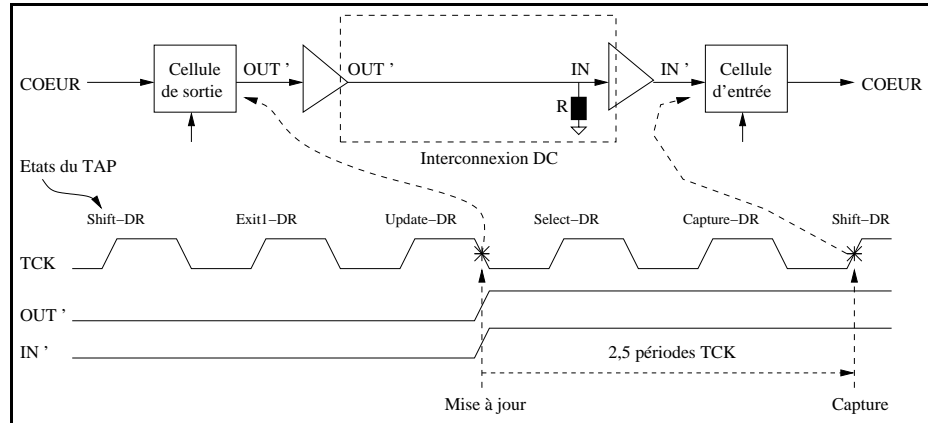 COEUR
Cellule
de sortie
OUT '
OUT '
IN
IN '
Cellule
d'entrée
COEUR
R
Interconnexion DC
Etats du TAP
Shift–DR
Exit1–DR
Update–DR
Select–DR
Capture–DR
Shift–DR
TCK
OUT '
IN '
2,5 périodes TCK
Mise à jour
Capture